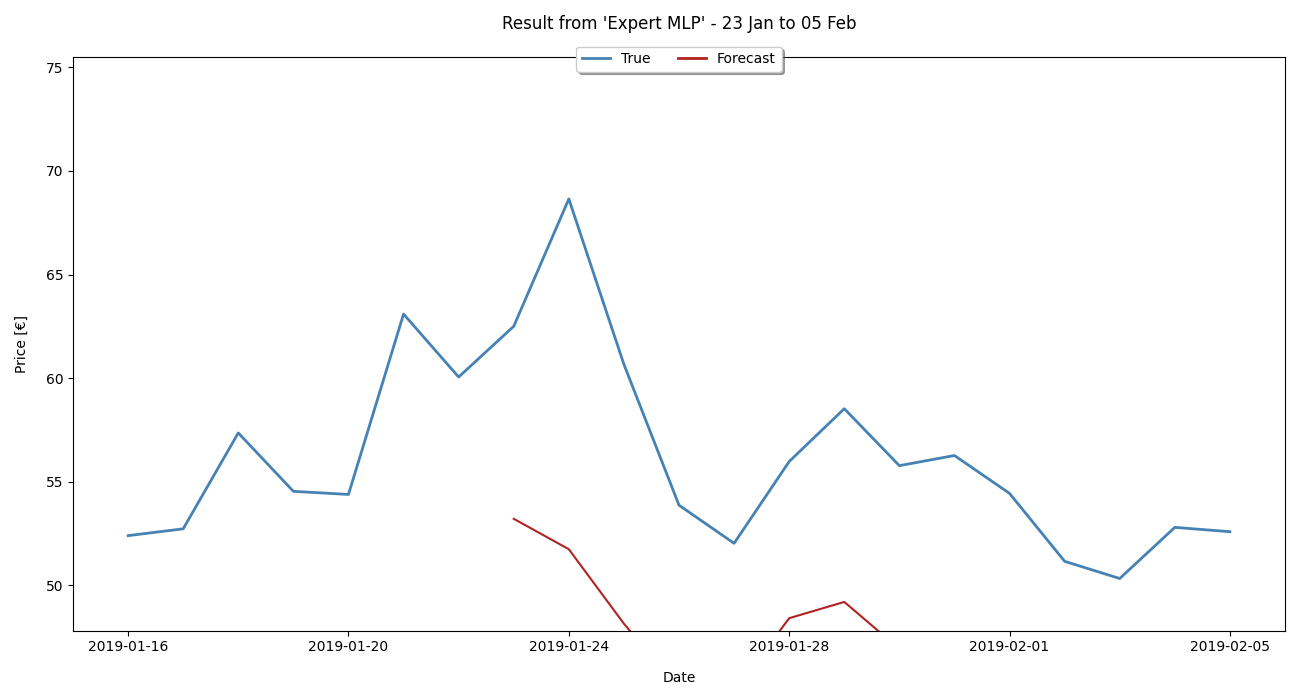 Result from 'Expert MLP' - 23 Jan to 05 Feb
True Forecast
75
70
65
60
55
50
Price [€]
2019-01-16 2019-01-20 2019-01-24 2019-01-28 2019-02-01 2019-02-05
Date